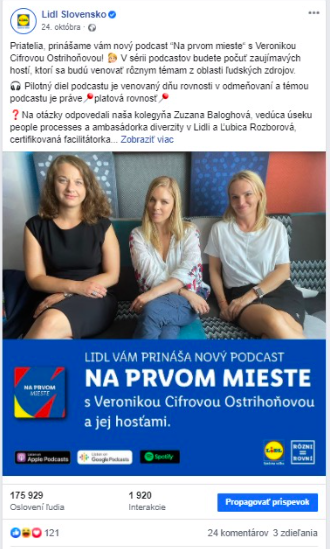 Lidl Slovensko
24. októbra ·
Priatelia, prinášame vám nový podcast "Na prvom mieste" s Veronikou
Cifrovou Ostrihoňovou! V sérii podcastov budete počuť zaujímavých
hostí, ktorí sa budú venovať rôznym témam z oblasti ľudských zdrojov.
Pilotný diel podcastu je venovaný dňu rovnosti v odmeňovaní a témou
podcastu je práve platová rovnosť
Na otázky odpovedali naša kolegyňa Zuzana Baloghová, vedúca úseku
people processes a ambasádorka diverzity v Lidli a Ľubica Rozborová,
certifikovaná facilitátorka... Zobraziť viac
LIDL VÁM PRINÁŠA NOVÝ PODCAST
NA PRVOM MIESTE
s Veronikou Cifrovou Ostrihoňovou
a jej hosťami.
NA PRVOM
MIESTE
Apple Podcasts
Google Podcasts
Spotify
LIDL
RÔZNI
ROVNÍ
175 929
Oslovení ľudia
1 920
Interakcie
Propagovať príspevok
121
24 komentárov 3 zdieľania